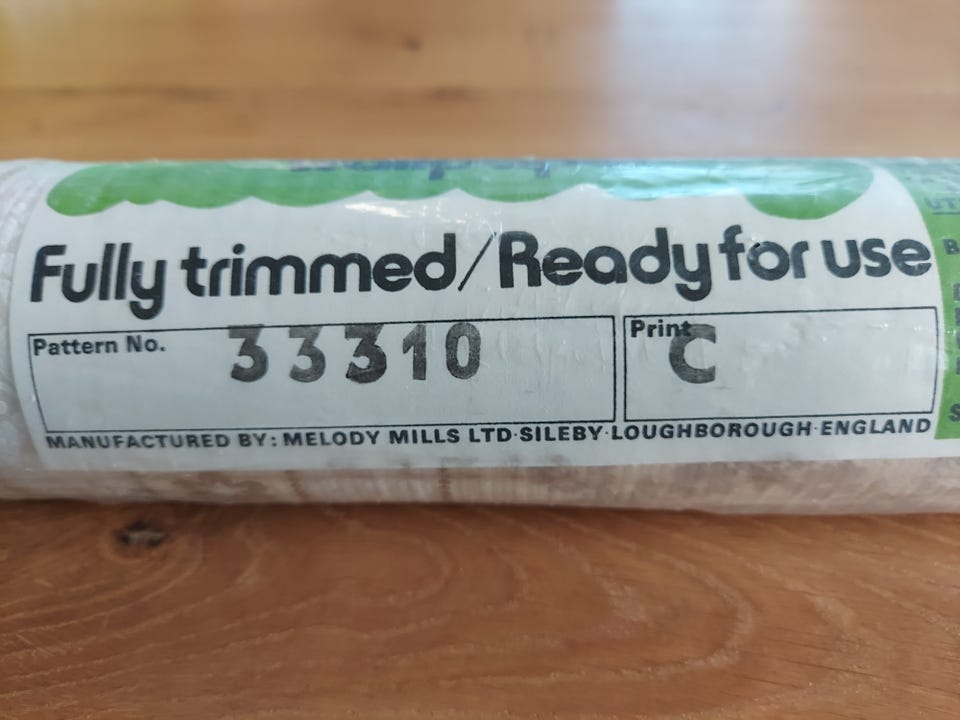 Fully trimmed/Ready for use
Pattern No. 33310
Print C
MANUFACTURED BY: MELODY MILLS LTD·SILEBY·LOUGHBOROUGH·ENGLAND